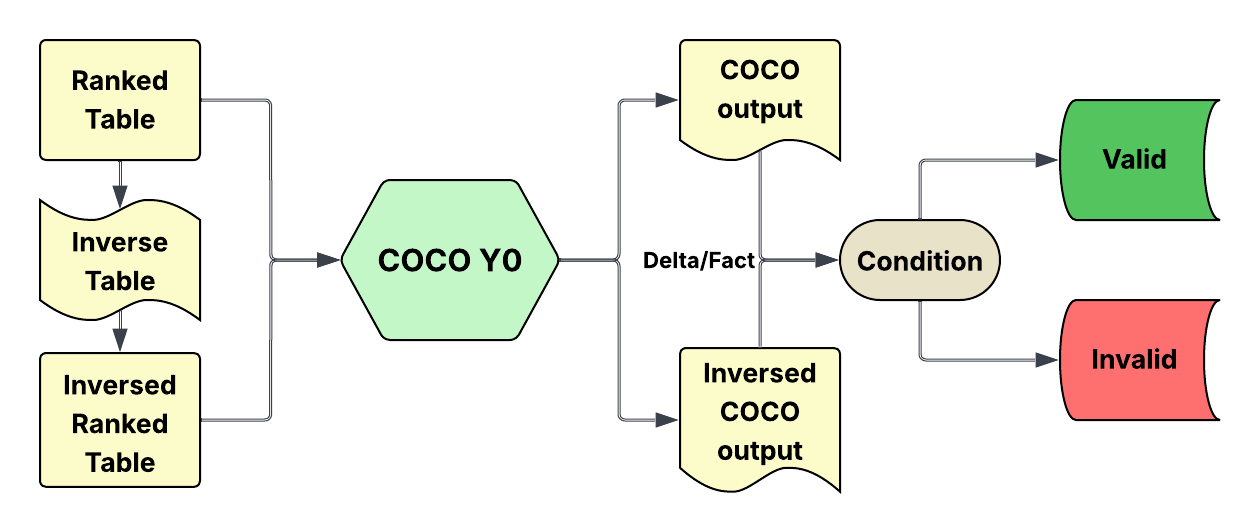 Ranked
Table
Inverse
Table
Inversed
Ranked
Table
COCO Y0
COCO
output
Delta/Fact
Inversed
COCO
output
Condition
Valid
Invalid